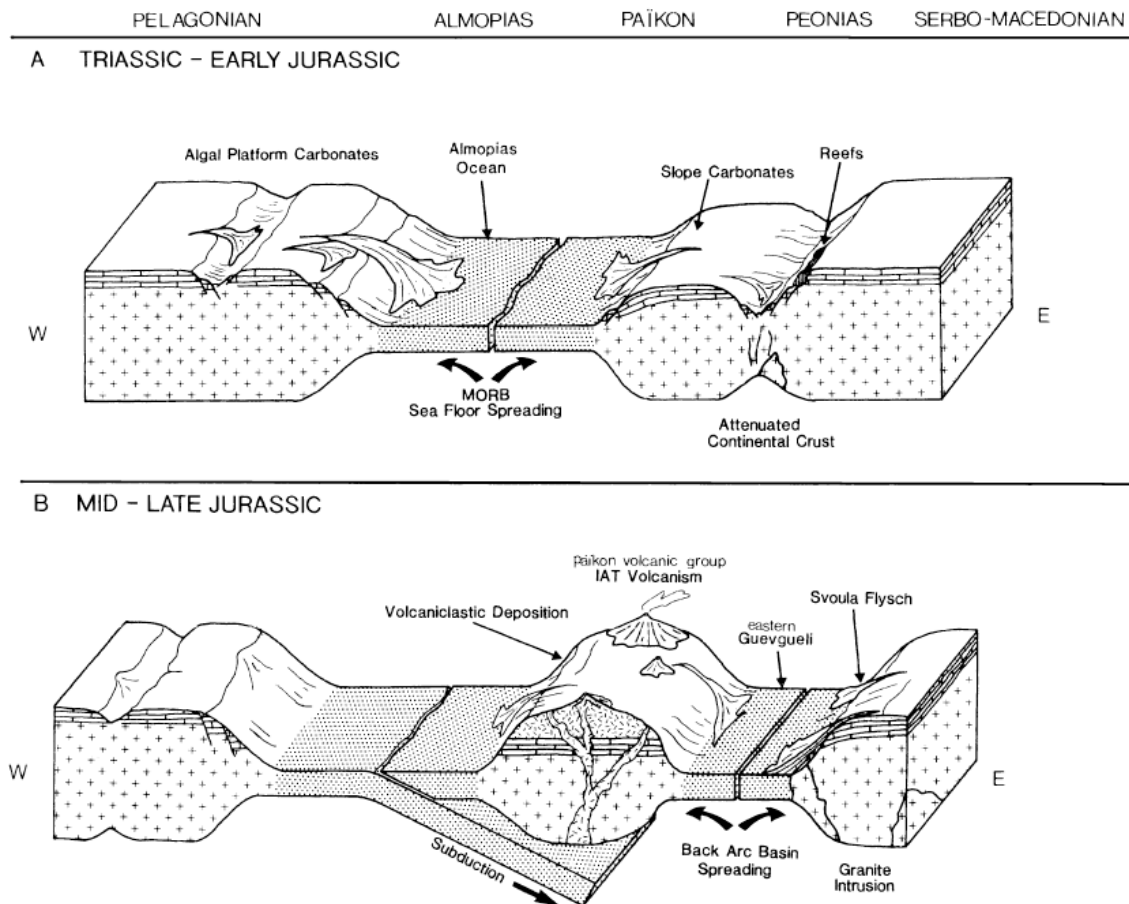 PELAGONIAN ALMOPIAS PAÏKON PEONIAS SERBO-MACEDONIAN
A TRIASSIC - EARLY JURASSIC
Algal Platform Carbonates
Almopias
Ocean
Slope Carbonates
Reefs
W
E
MORB
Sea Floor Spreading
Attenuated
Continental Crust
B MID - LATE JURASSIC
païkon volcanic group
IAT Volcanism
Volcaniclastic Deposition
eastern
Guevgueli
Svoula Flysch
W
E
Subduction
Back Arc Basin
Spreading
Granite
Intrusion